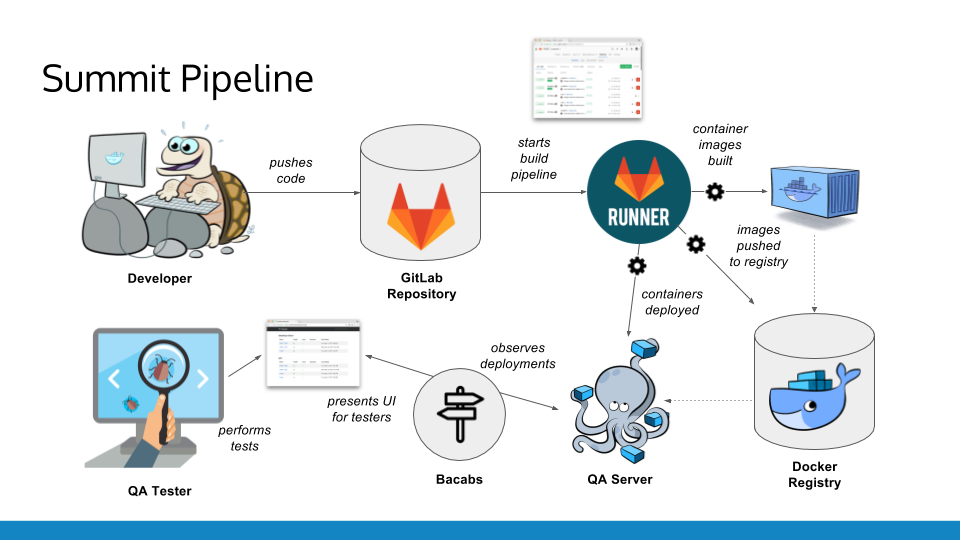 Summit Pipeline
pushes
code
starts
build
pipeline
container
images
built
RUNNER
images
pushed
to registry
Developer
GitLab
Repository
containers
deployed
observes
deployments
presents UI
for testers
performs
tests
QA Tester
Bacabs
QA Server
Docker
Registry